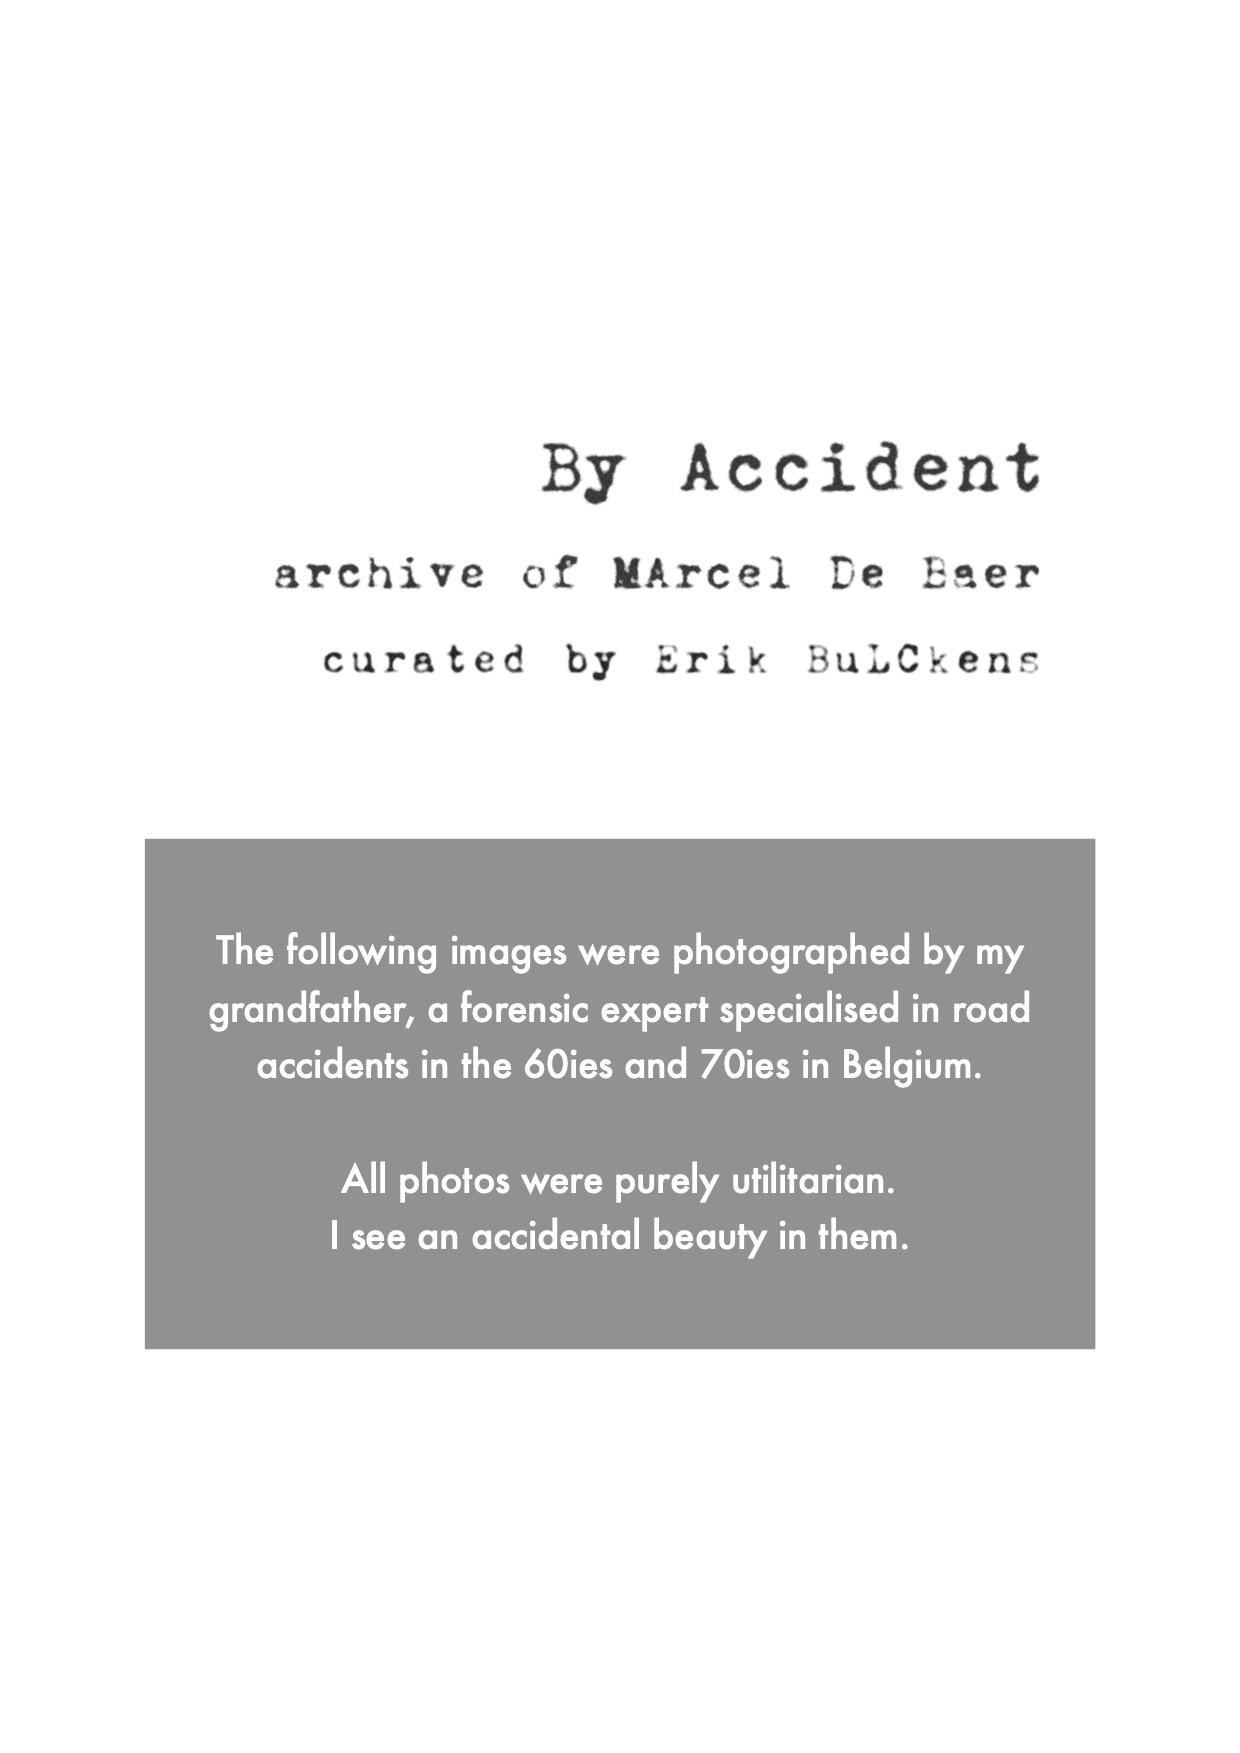 By Accident
archive of MArcel De Baer
curated by Erik BuLCkens
The following images were photographed by my
grandfather, a forensic expert specialised in road
accidents in the 60ies and 70ies in Belgium.
All photos were purely utilitarian.
I see an accidental beauty in them.